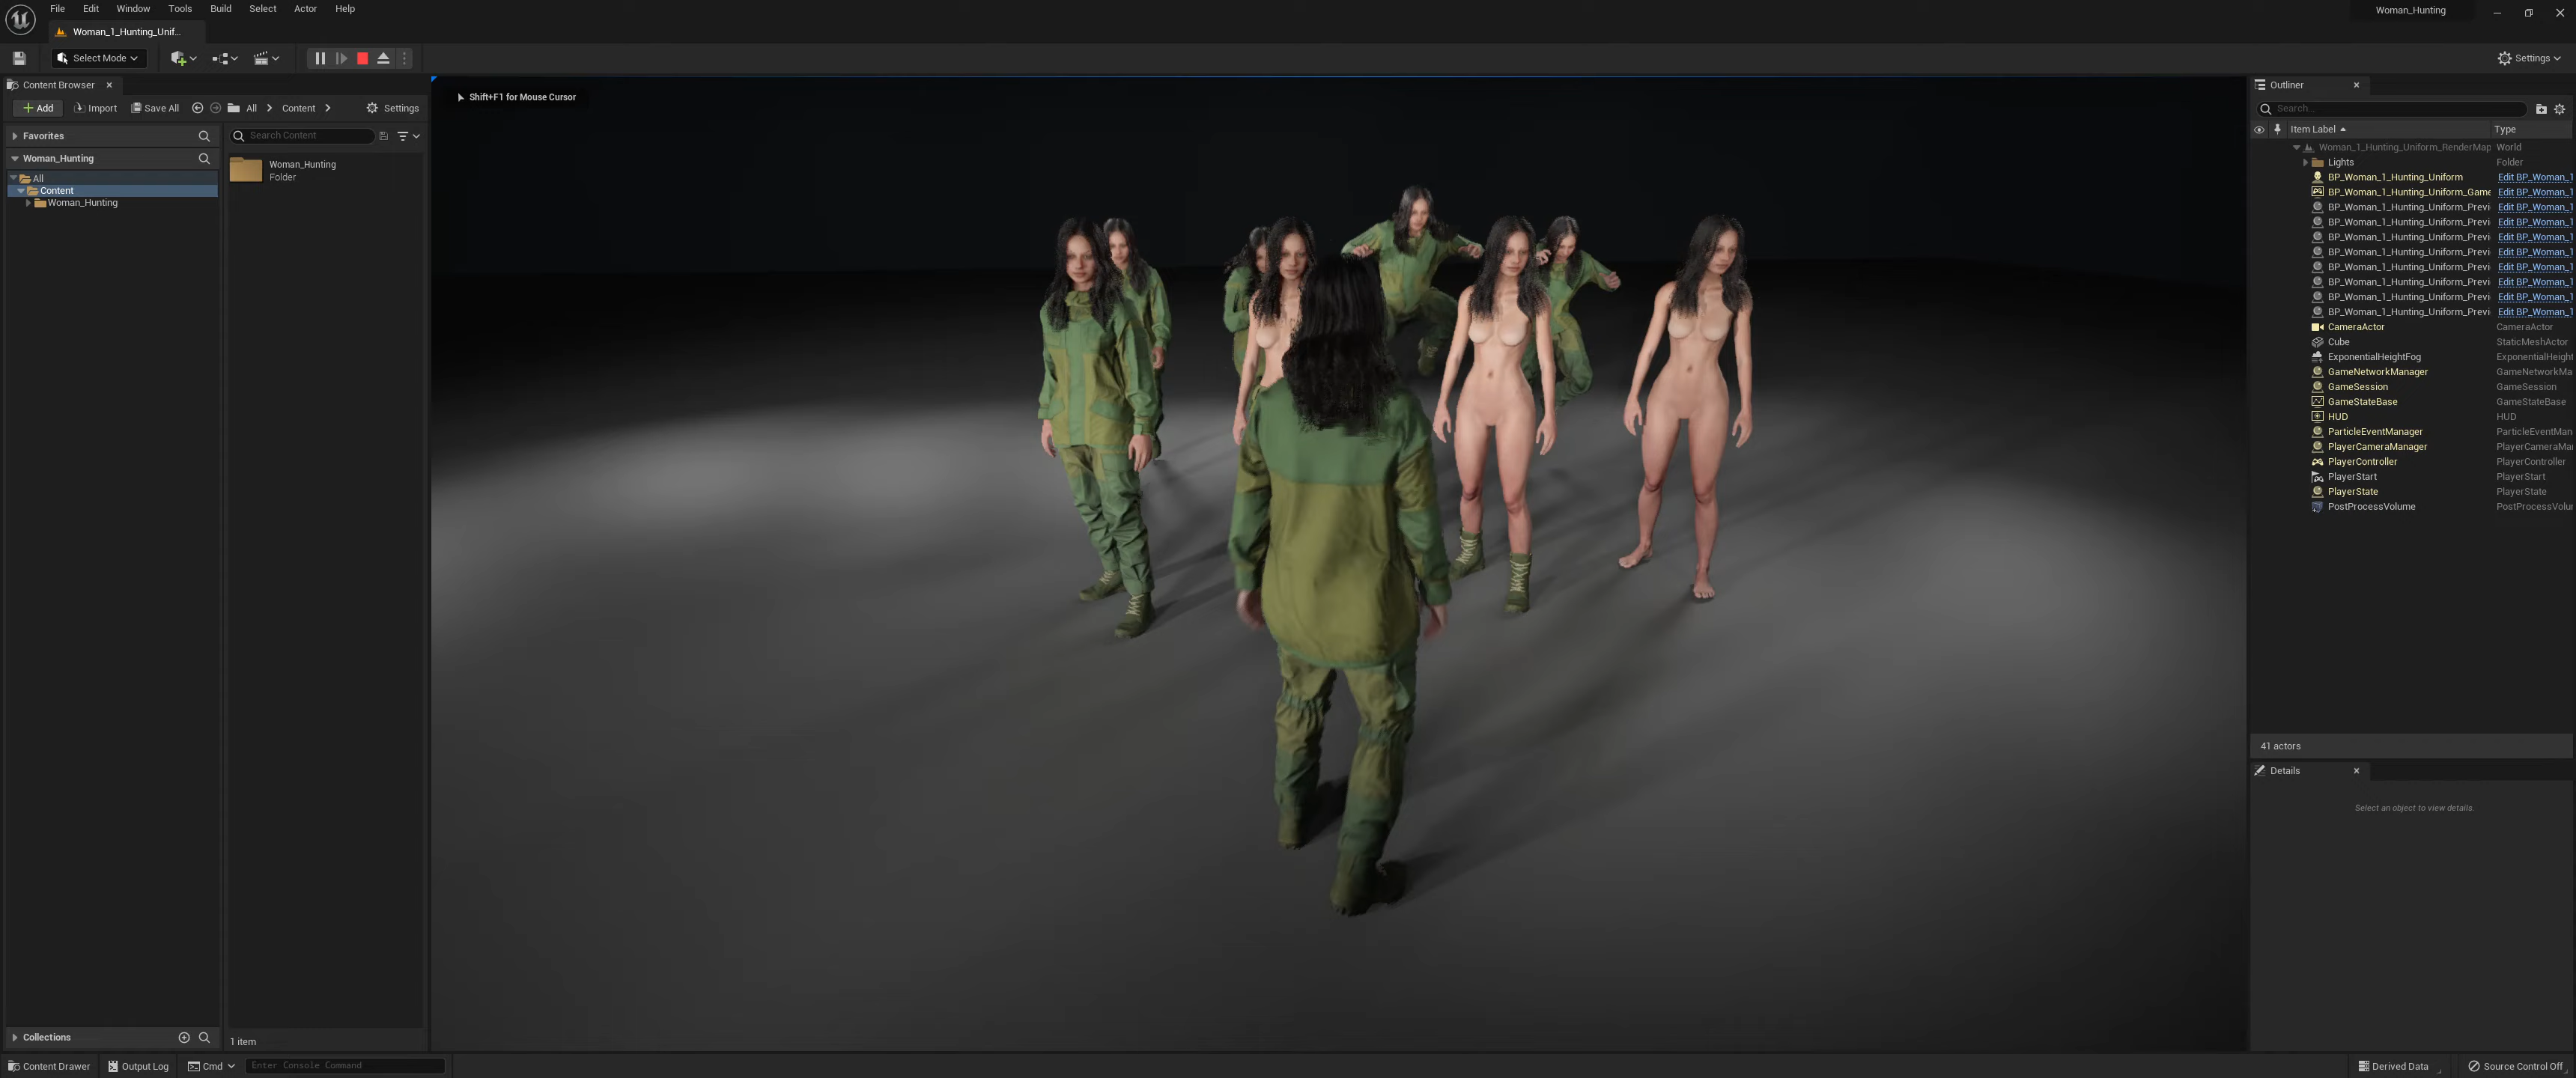 File Edit Window Tools Build Select Actor Help
Woman_Hunting
Woman_1_Hunting_Unif...
Select Mode
Settings
Content Browser
Add Import Save All All Content Settings
Favorites
Search Content
Woman_Hunting
All
Content
Woman_Hunting
Woman_Hunting
Folder
Collections
1 item
Shift+F1 for Mouse Cursor
Outliner
Search...
Item Label Type
Woman_1_Hunting_Uniform_RenderMap World
Lights Folder
BP_Woman_1_Hunting_Uniform Edit BP_Woman_1
BP_Woman_1_Hunting_Uniform_Game Edit BP_Woman_1
BP_Woman_1_Hunting_Uniform_Previ Edit BP_Woman_1
BP_Woman_1_Hunting_Uniform_Previ Edit BP_Woman_1
BP_Woman_1_Hunting_Uniform_Previ Edit BP_Woman_1
BP_Woman_1_Hunting_Uniform_Previ Edit BP_Woman_1
BP_Woman_1_Hunting_Uniform_Previ Edit BP_Woman_1
BP_Woman_1_Hunting_Uniform_Previ Edit BP_Woman_1
BP_Woman_1_Hunting_Uniform_Previ Edit BP_Woman_1
BP_Woman_1_Hunting_Uniform_Previ Edit BP_Woman_1
CameraActor CameraActor
Cube StaticMeshActor
ExponentialHeightFog ExponentialHeight
GameNetworkManager GameNetworkMa
GameSession GameSession
GameStateBase GameStateBase
HUD HUD
ParticleEventManager ParticleEventMan
PlayerCameraManager PlayerCameraMa
PlayerController PlayerController
PlayerStart PlayerStart
PlayerState PlayerState
PostProcessVolume PostProcessVolu
41 actors
Details
Select an object to view details.
Content Drawer Output Log Cmd Enter Console Command
Derived Data Source Control Off